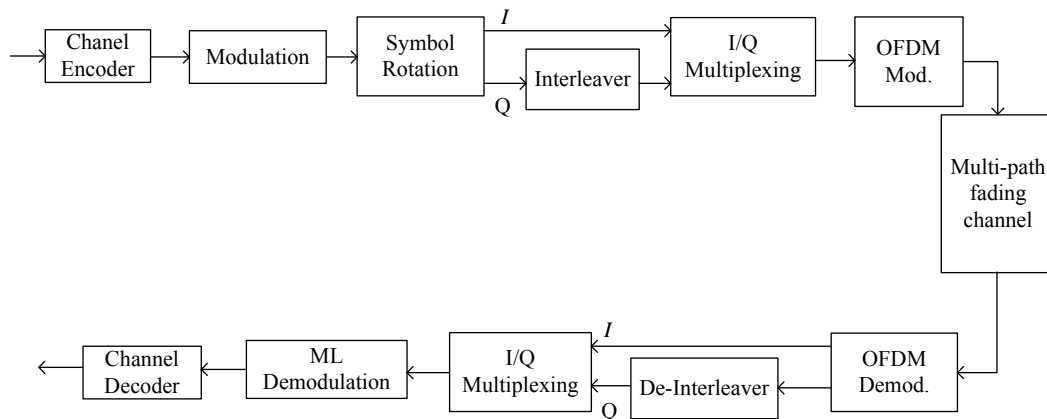 I
Chanel
Encoder
Modulation
Symbol
Rotation
Interleaver
Q
I/Q
Multiplexing
OFDM
Mod.
Multi-path
fading
channel
I
Channel
Decoder
ML
Demodulation
I/Q
Multiplexing
De-Interleaver
Q
OFDM
Demod.